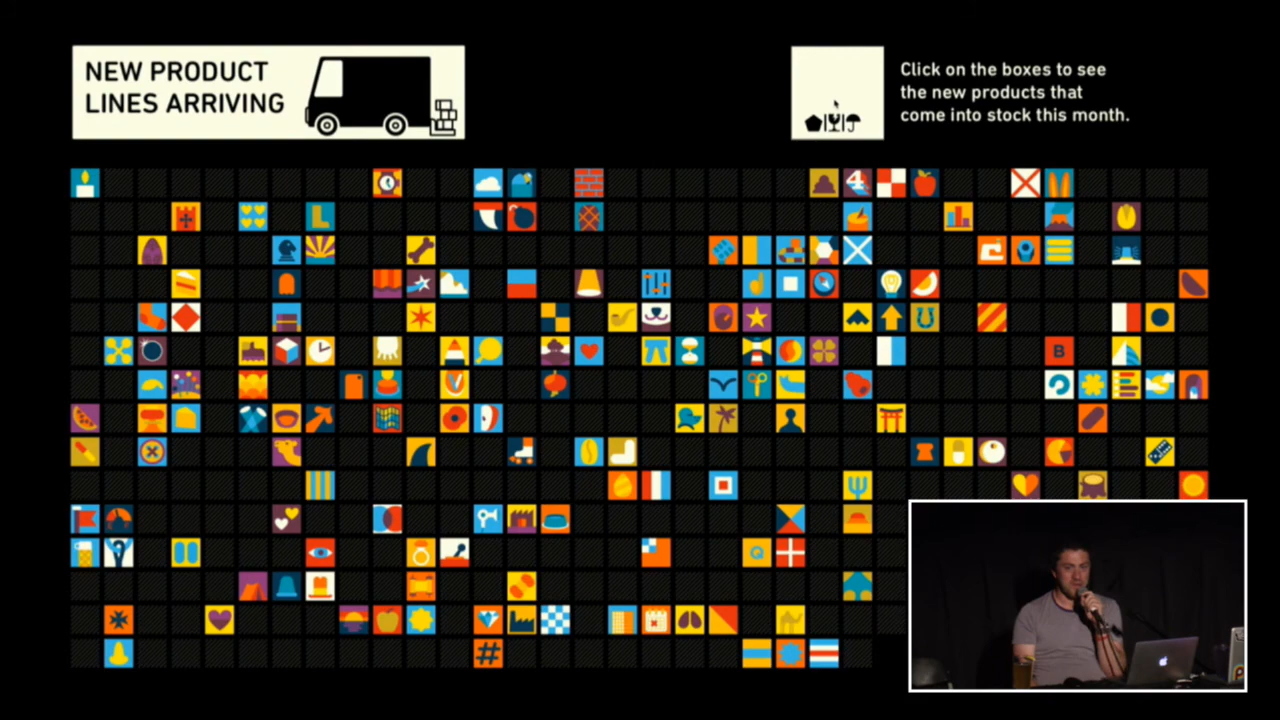 NEW PRODUCT
LINES ARRIVING
Click on the boxes to see
the new products that
come into stock this month.
4
B
Q
#